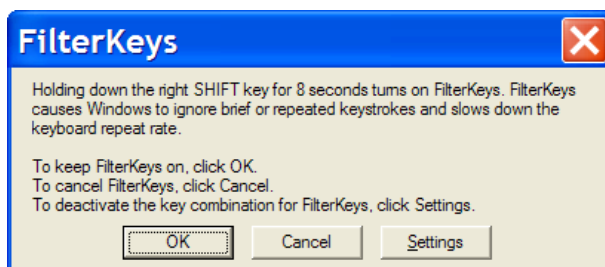 FilterKeys
Holding down the right SHIFT key for 8 seconds turns on FilterKeys. FilterKeys
causes Windows to ignore brief or repeated keystrokes and slows down the
keyboard repeat rate.
To keep FilterKeys on, click OK.
To cancel FilterKeys, click Cancel.
To deactivate the key combination for FilterKeys, click Settings.
OK Cancel Settings